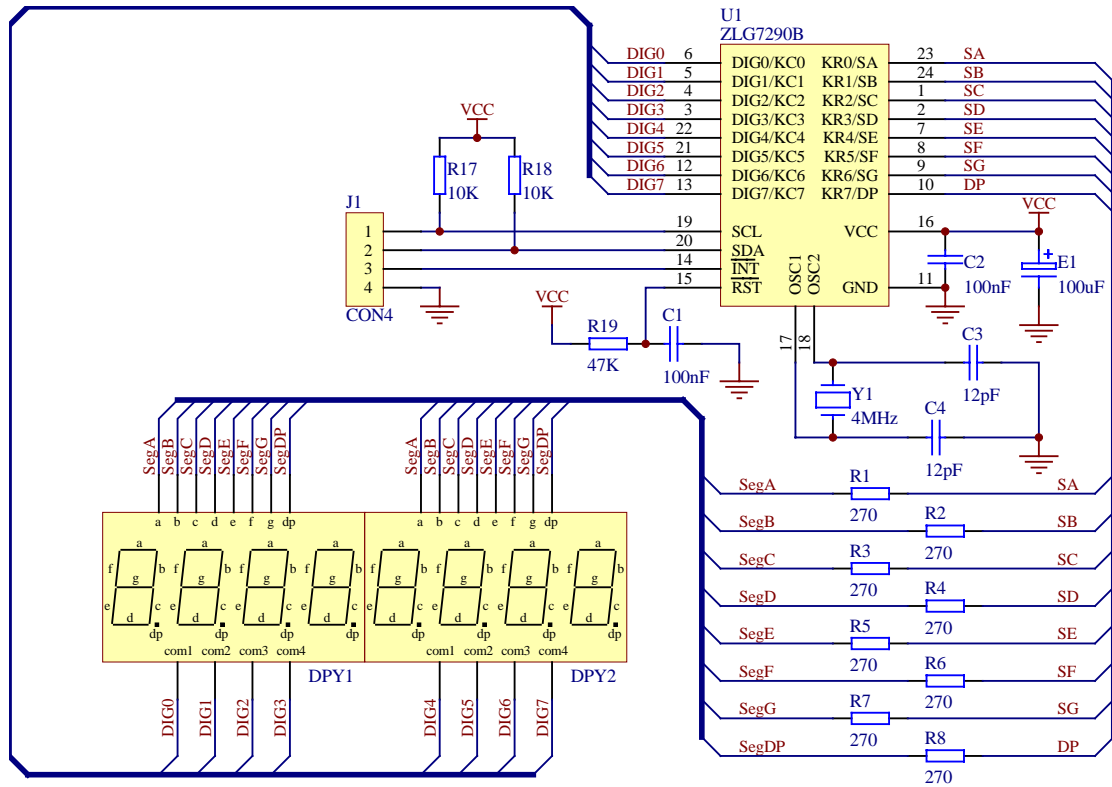 U1
ZLG7290B
DIG0 6 DIG0/KC0 KR0/SA 23 SA
DIG1 5 DIG1/KC1 KR1/SB 24 SB
DIG2 4 DIG2/KC2 KR2/SC 1 SC
DIG3 3 DIG3/KC3 KR3/SD 2 SD
DIG4 22 DIG4/KC4 KR4/SE 7 SE
DIG5 21 DIG5/KC5 KR5/SF 8 SF
DIG6 12 DIG6/KC6 KR6/SG 9 SG
DIG7 13 DIG7/KC7 KR7/DP 10 DP
VCC
R17
10K
R18
10K
J1
1
2
3
4
CON4
19 SCL
20 SDA
14 INT
15 RST
VCC 16
GND 11
OSC1
OSC2
17
18
VCC
C2
100nF
E1
100uF
VCC
R19
47K
C1
100nF
C3
12pF
Y1
4MHz
C4
12pF
SegA SegB SegC SegD SegE SegF SegG SegDP
SegA SegB SegC SegD SegE SegF SegG SegDP
a b c d e f g dp
a b c d e f g dp
a f b g e c d dp
a f b g e c d dp
a f b g e c d dp
a f b g e c d dp
a f b g e c d dp
a f b g e c d dp
a f b g e c d dp
a f b g e c d dp
com1 com2 com3 com4
com1 com2 com3 com4
DPY1
DPY2
DIG0 DIG1 DIG2 DIG3
DIG4 DIG5 DIG6 DIG7
SegA R1 SA
270
SegB R2 SB
270
SegC R3 SC
270
SegD R4 SD
270
SegE R5 SE
270
SegF R6 SF
270
SegG R7 SG
270
SegDP R8 DP
270